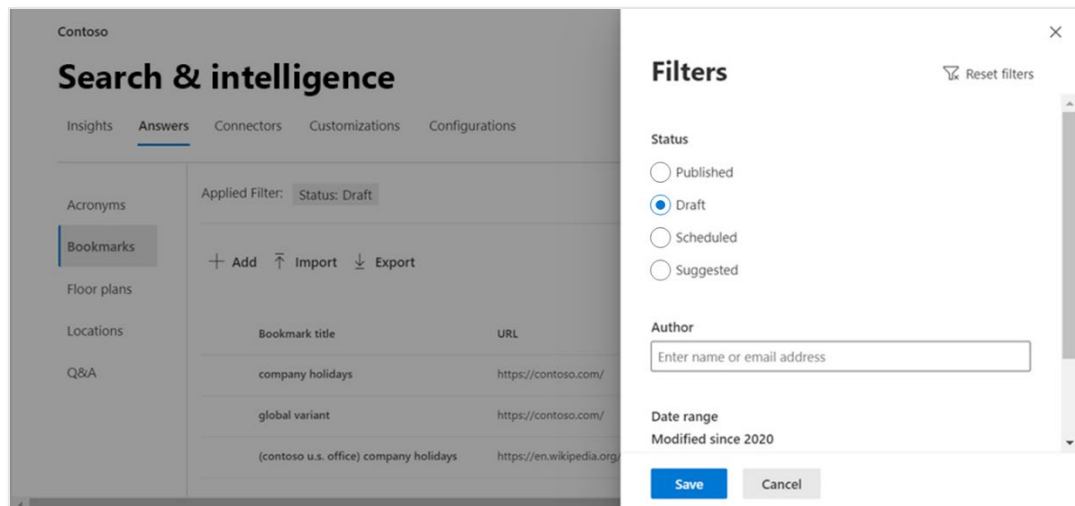 Contoso
Search & intelligence
Insights Answers Connectors Customizations Configurations
Acronyms
Bookmarks
Floor plans
Locations
Q&A
Applied Filter: Status: Draft
Add Import Export
Bookmark title URL
company holidays https://contoso.com/
global variant https://contoso.com/
(contoso u.s. office) company holidays https://en.wikipedia.org/
Filters
Reset filters
Status
Published
Draft
Scheduled
Suggested
Author
Enter name or email address
Date range
Modified since 2020
Save Cancel